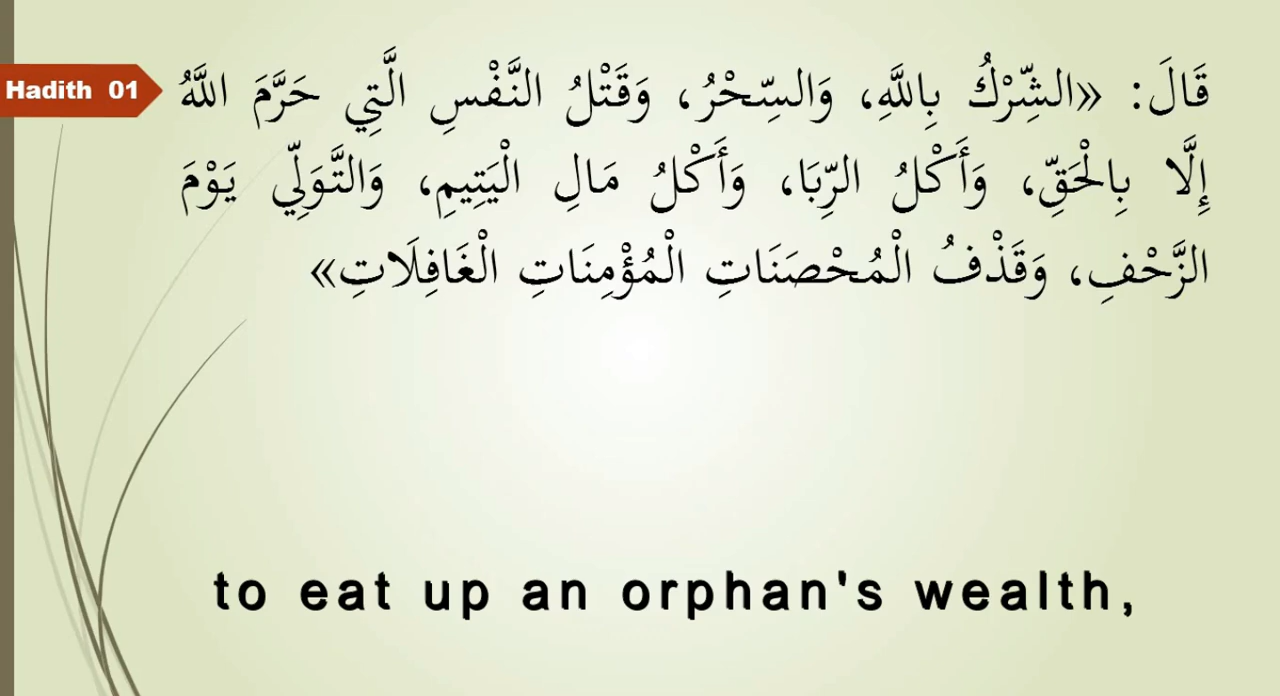 Hadith 01
قَالَ: «الشِّرْكُ بِاللَّهِ، وَالسِّحْرُ، وَقَتْلُ النَّفْسِ الَّتِي حَرَّمَ اللَّهُ
إِلَّا بِالْحَقِّ، وَأَكْلُ الرِّبَا، وَأَكْلُ مَالِ الْيَتِيمِ، وَالتَّوَلِّي يَوْمَ
الزَّحْفِ، وَقَذْفُ الْمُحْصَنَاتِ الْمُؤْمِنَاتِ الْغَافِلَاتِ»
to eat up an orphan's wealth,